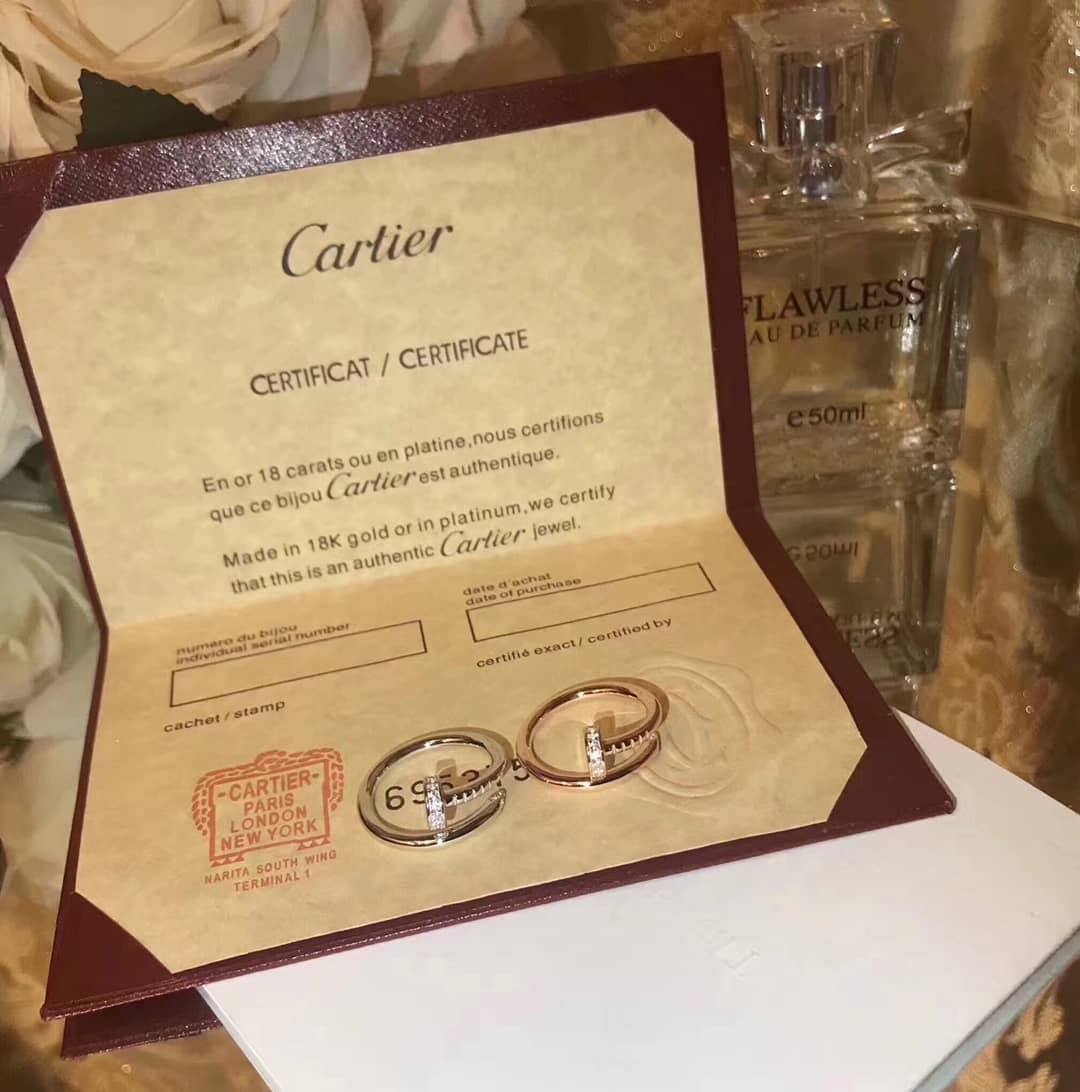 Cartier
CERTIFICAT / CERTIFICATE
En or 18 carats ou en platine,nous certifions
que ce bijou Cartier est authentique.
Made in 18K gold or in platinum,we certify
that this is an authentic Cartier jewel.
numéro du bijou
individual serial number
date d'achat
date of purchase
cachet / stamp
certifié exact / certified by
-CARTIER-
PARIS
LONDON
NEW YORK
NARITA SOUTH WING
TERMINAL 1
FLAWLESS
EAU DE PARFUM
e 50ml